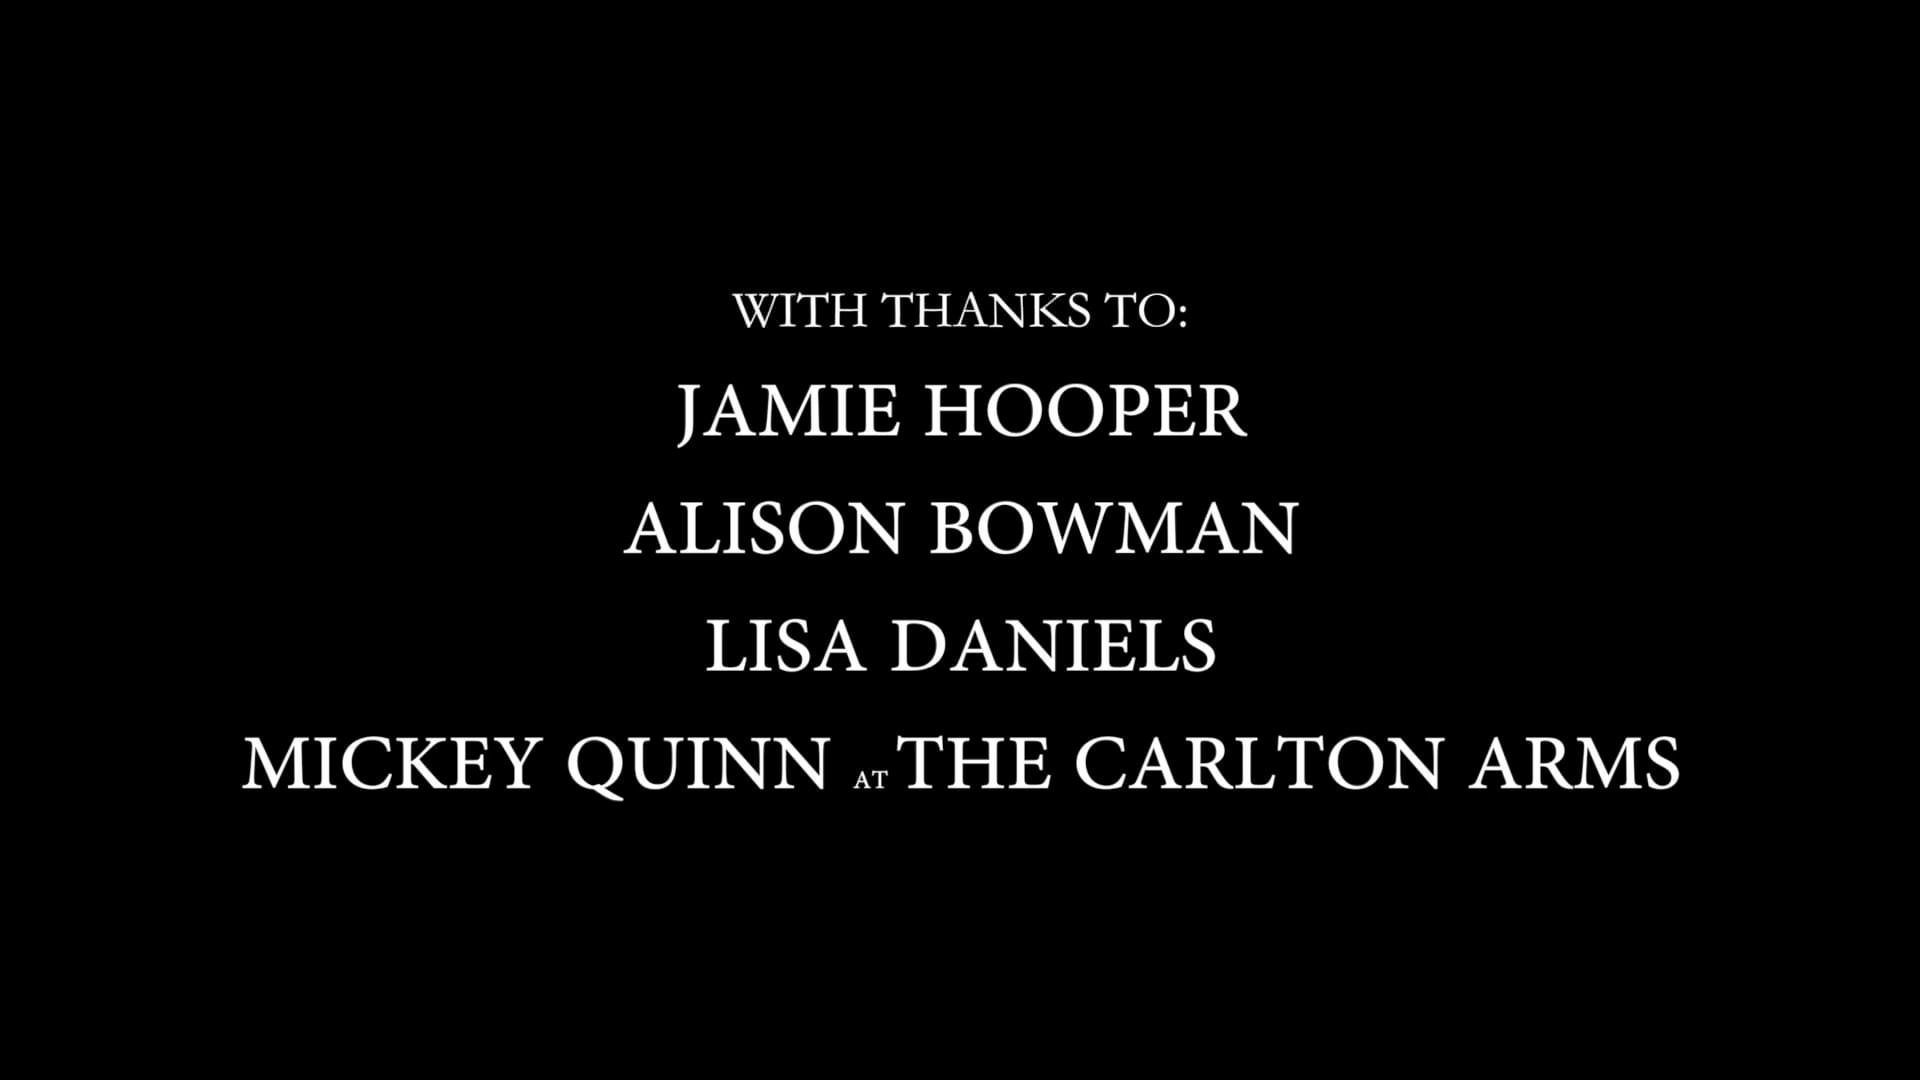 WITH THANKS TO:
JAMIE HOOPER
ALISON BOWMAN
LISA DANIELS
MICKEY QUINN AT THE CARLTON ARMS